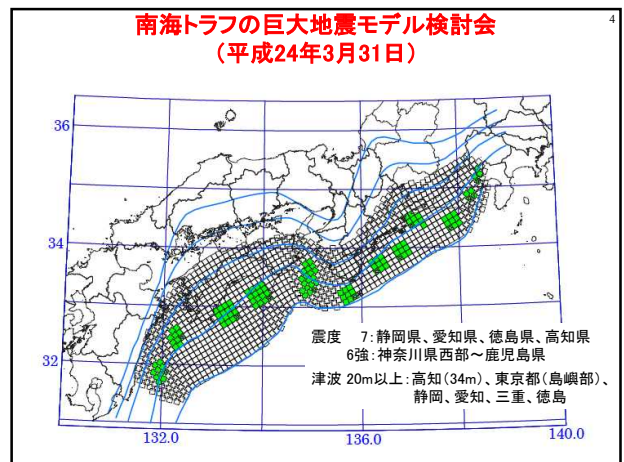 南海トラフの巨大地震モデル検討会
(平成24年3月31日)
4
36
34
32
震度 7:静岡県、愛知県、徳島県、高知県
6強:神奈川県西部~鹿児島県
津波 20m以上:高知(34m)、東京都(島嶼部)、
静岡、愛知、三重、徳島
132.0
134.0
136.0
138.0
140.0